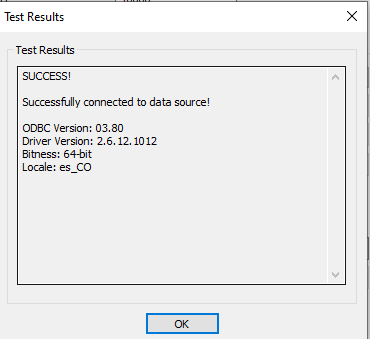 Test Results
Test Results
SUCCESS!
Successfully connected to data source!
ODBC Version: 03.80
Driver Version: 2.6.12.1012
Bitness: 64-bit
Locale: es_CO
OK